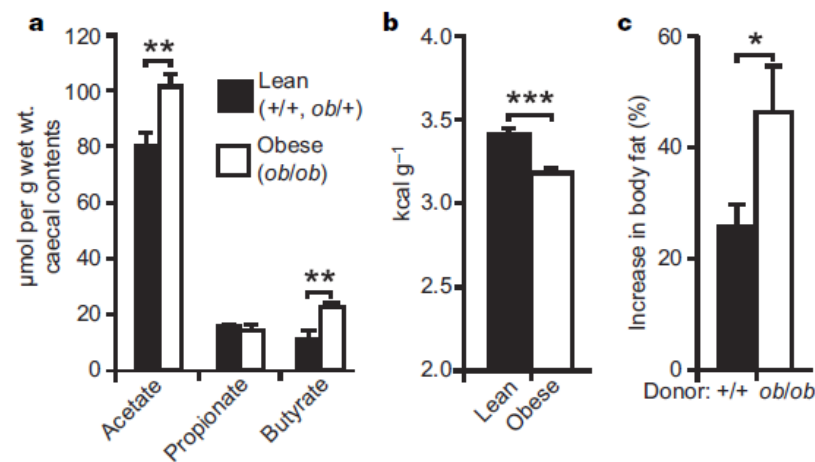 a
µmol per g wet wt.
caecal contents
120
100
80
60
40
20
0
**
**
Lean
(+/+, ob/+)
Obese
(ob/ob)
Acetate
Propionate
Butyrate
b
kcal g⁻¹
4.0
3.5
3.0
2.5
2.0
***
Lean
Obese
c
Increase in body fat (%)
60
40
20
0
*
Donor: +/+ ob/ob